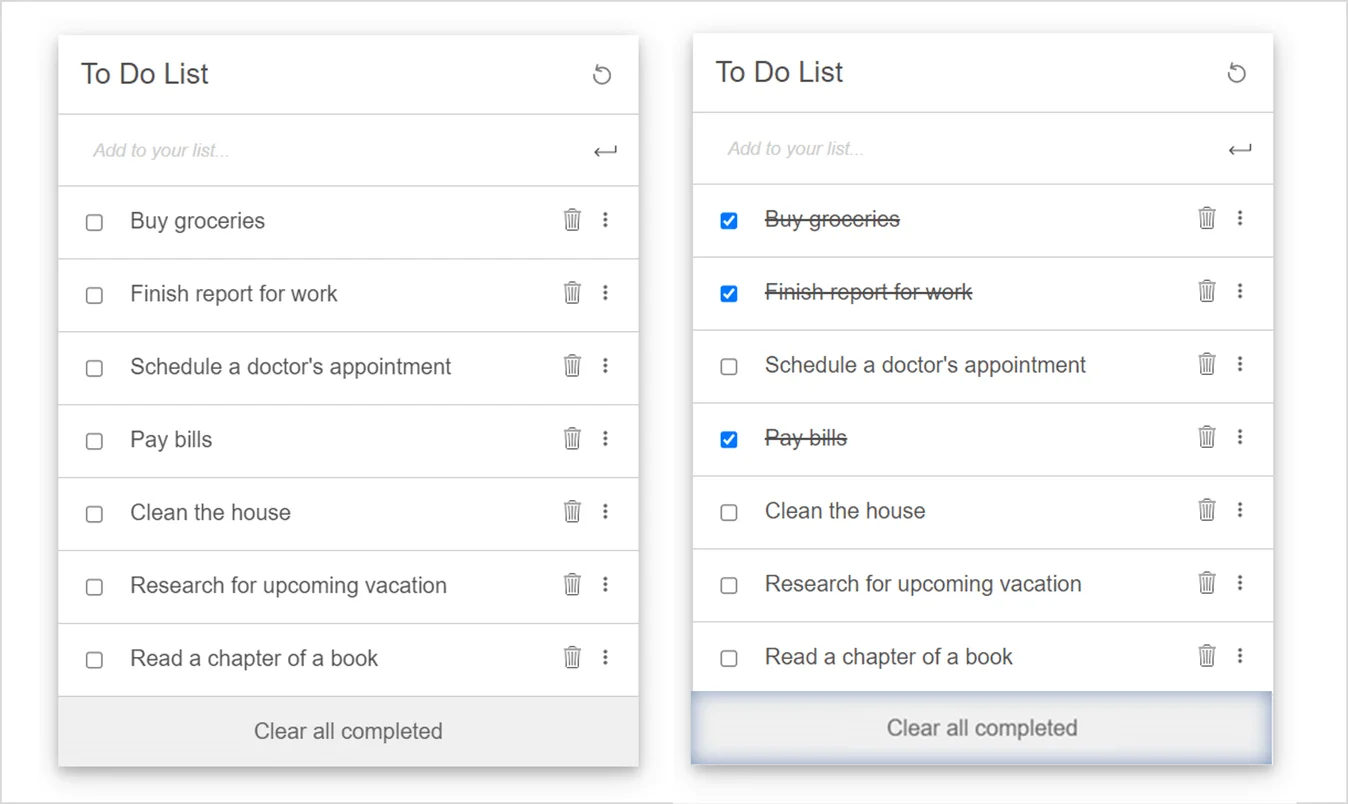 To Do List
Add to your list...
Buy groceries
Finish report for work
Schedule a doctor's appointment
Pay bills
Clean the house
Research for upcoming vacation
Read a chapter of a book
Clear all completed
To Do List
Add to your list...
Buy groceries
Finish report for work
Schedule a doctor's appointment
Pay bills
Clean the house
Research for upcoming vacation
Read a chapter of a book
Clear all completed